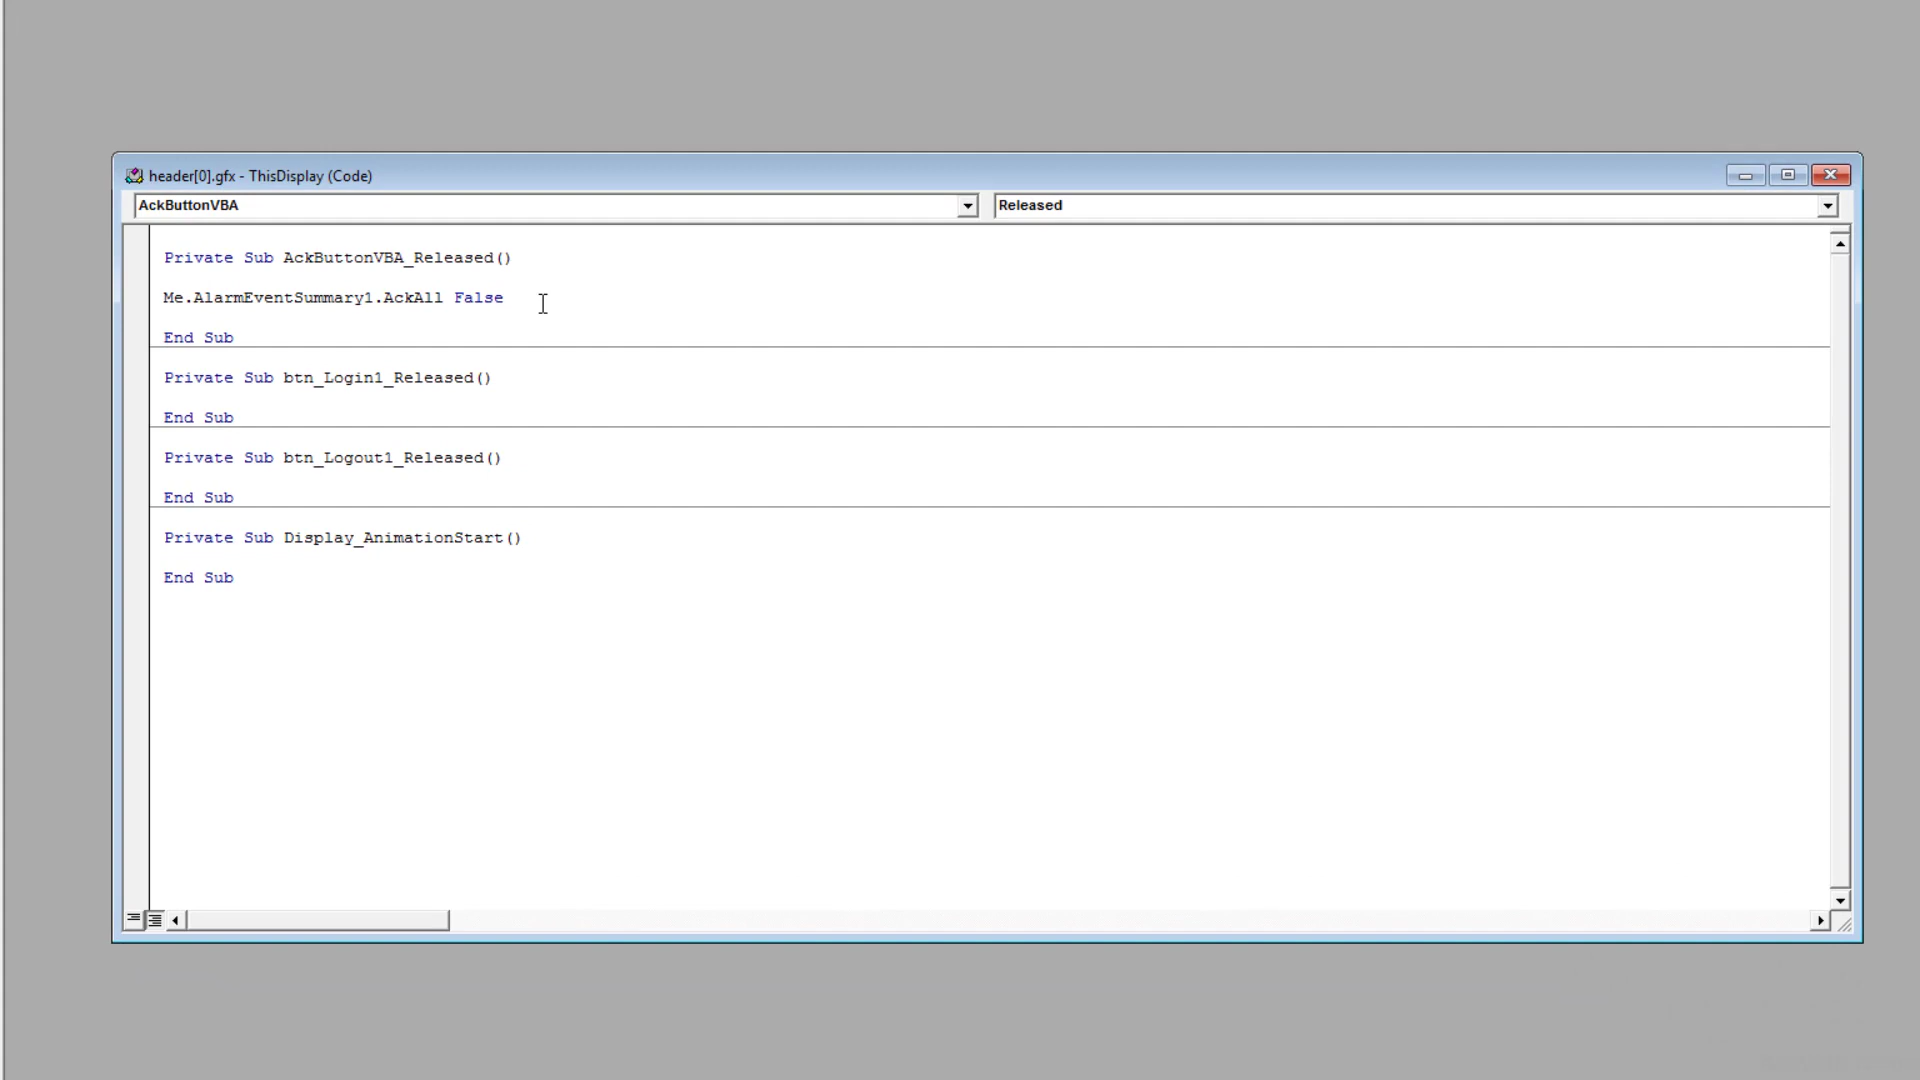 header[0].gfx - ThisDisplay (Code)
AckButtonVBA
Released
Private Sub AckButtonVBA_Released()
Me.AlarmEventSummary1.AckAll False
End Sub
Private Sub btn_Login1_Released()
End Sub
Private Sub btn_Logout1_Released()
End Sub
Private Sub Display_AnimationStart()
End Sub